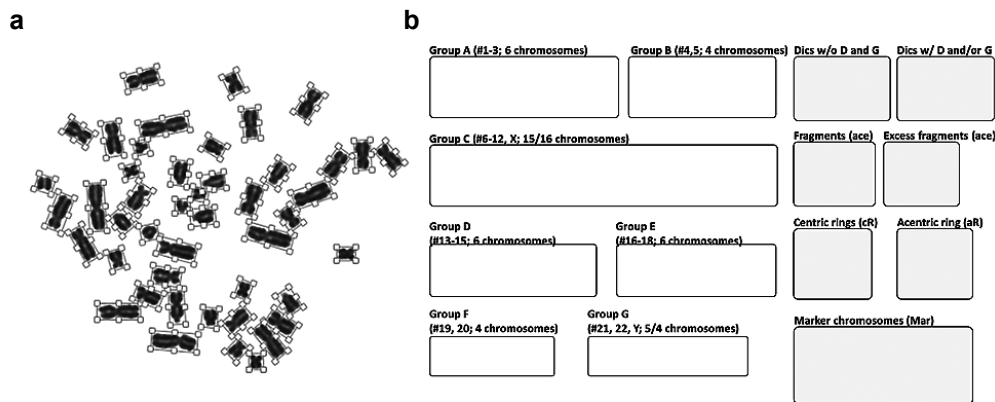 a
b
Group A (#1-3; 6 chromosomes)
Group B (#4,5; 4 chromosomes)
Dics w/o D and G
Dics w/ D and/or G
Group C (#6-12, X; 15/16 chromosomes)
Fragments (ace)
Excess fragments (ace)
Group D
(#13-15; 6 chromosomes)
Group E
(#16-18; 6 chromosomes)
Centric rings (cR)
Acentric ring (aR)
Group F
(#19, 20; 4 chromosomes)
Group G
(#21, 22, Y; 5/4 chromosomes)
Marker chromosomes (Mar)